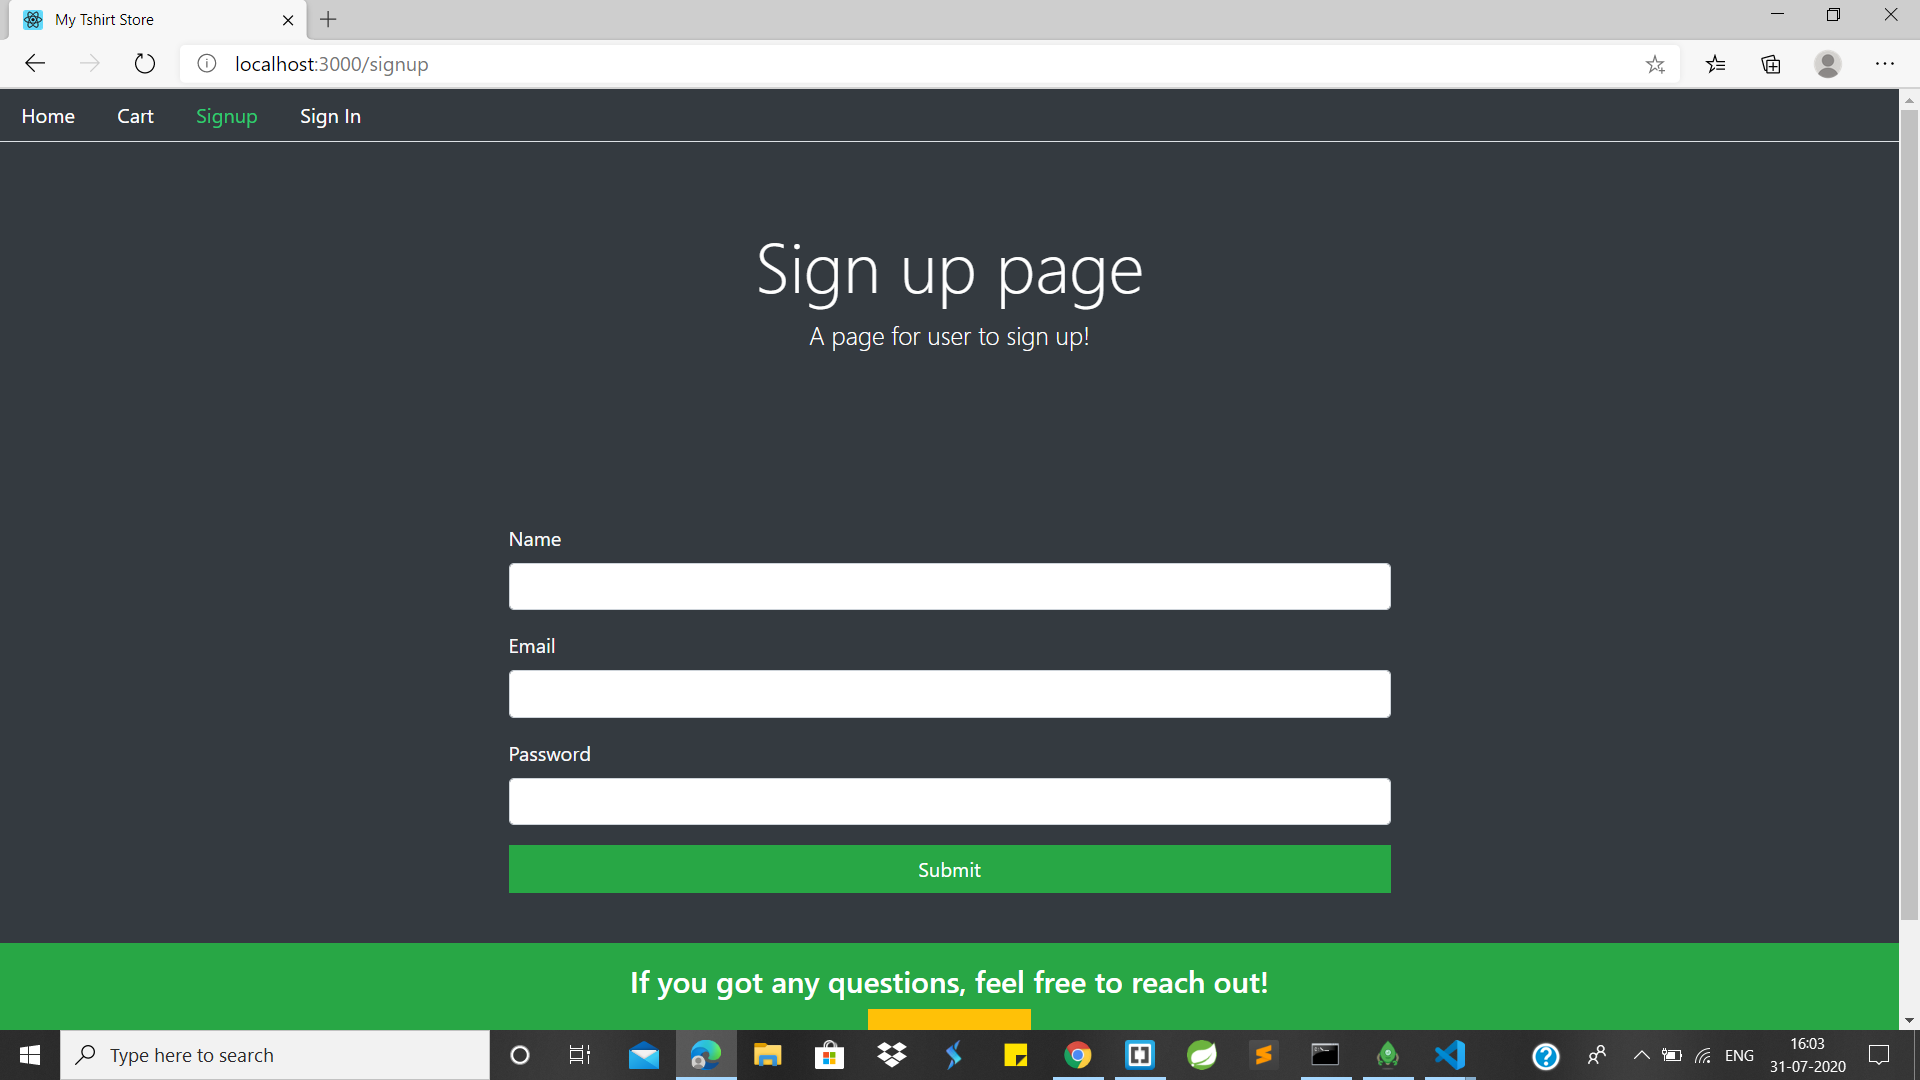 My Tshirt Store
localhost:3000/signup
Home Cart Signup Sign In
Sign up page
A page for user to sign up!
Name
Email
Password
Submit
If you got any questions, feel free to reach out!
Type here to search
ENG
16:03
31-07-2020